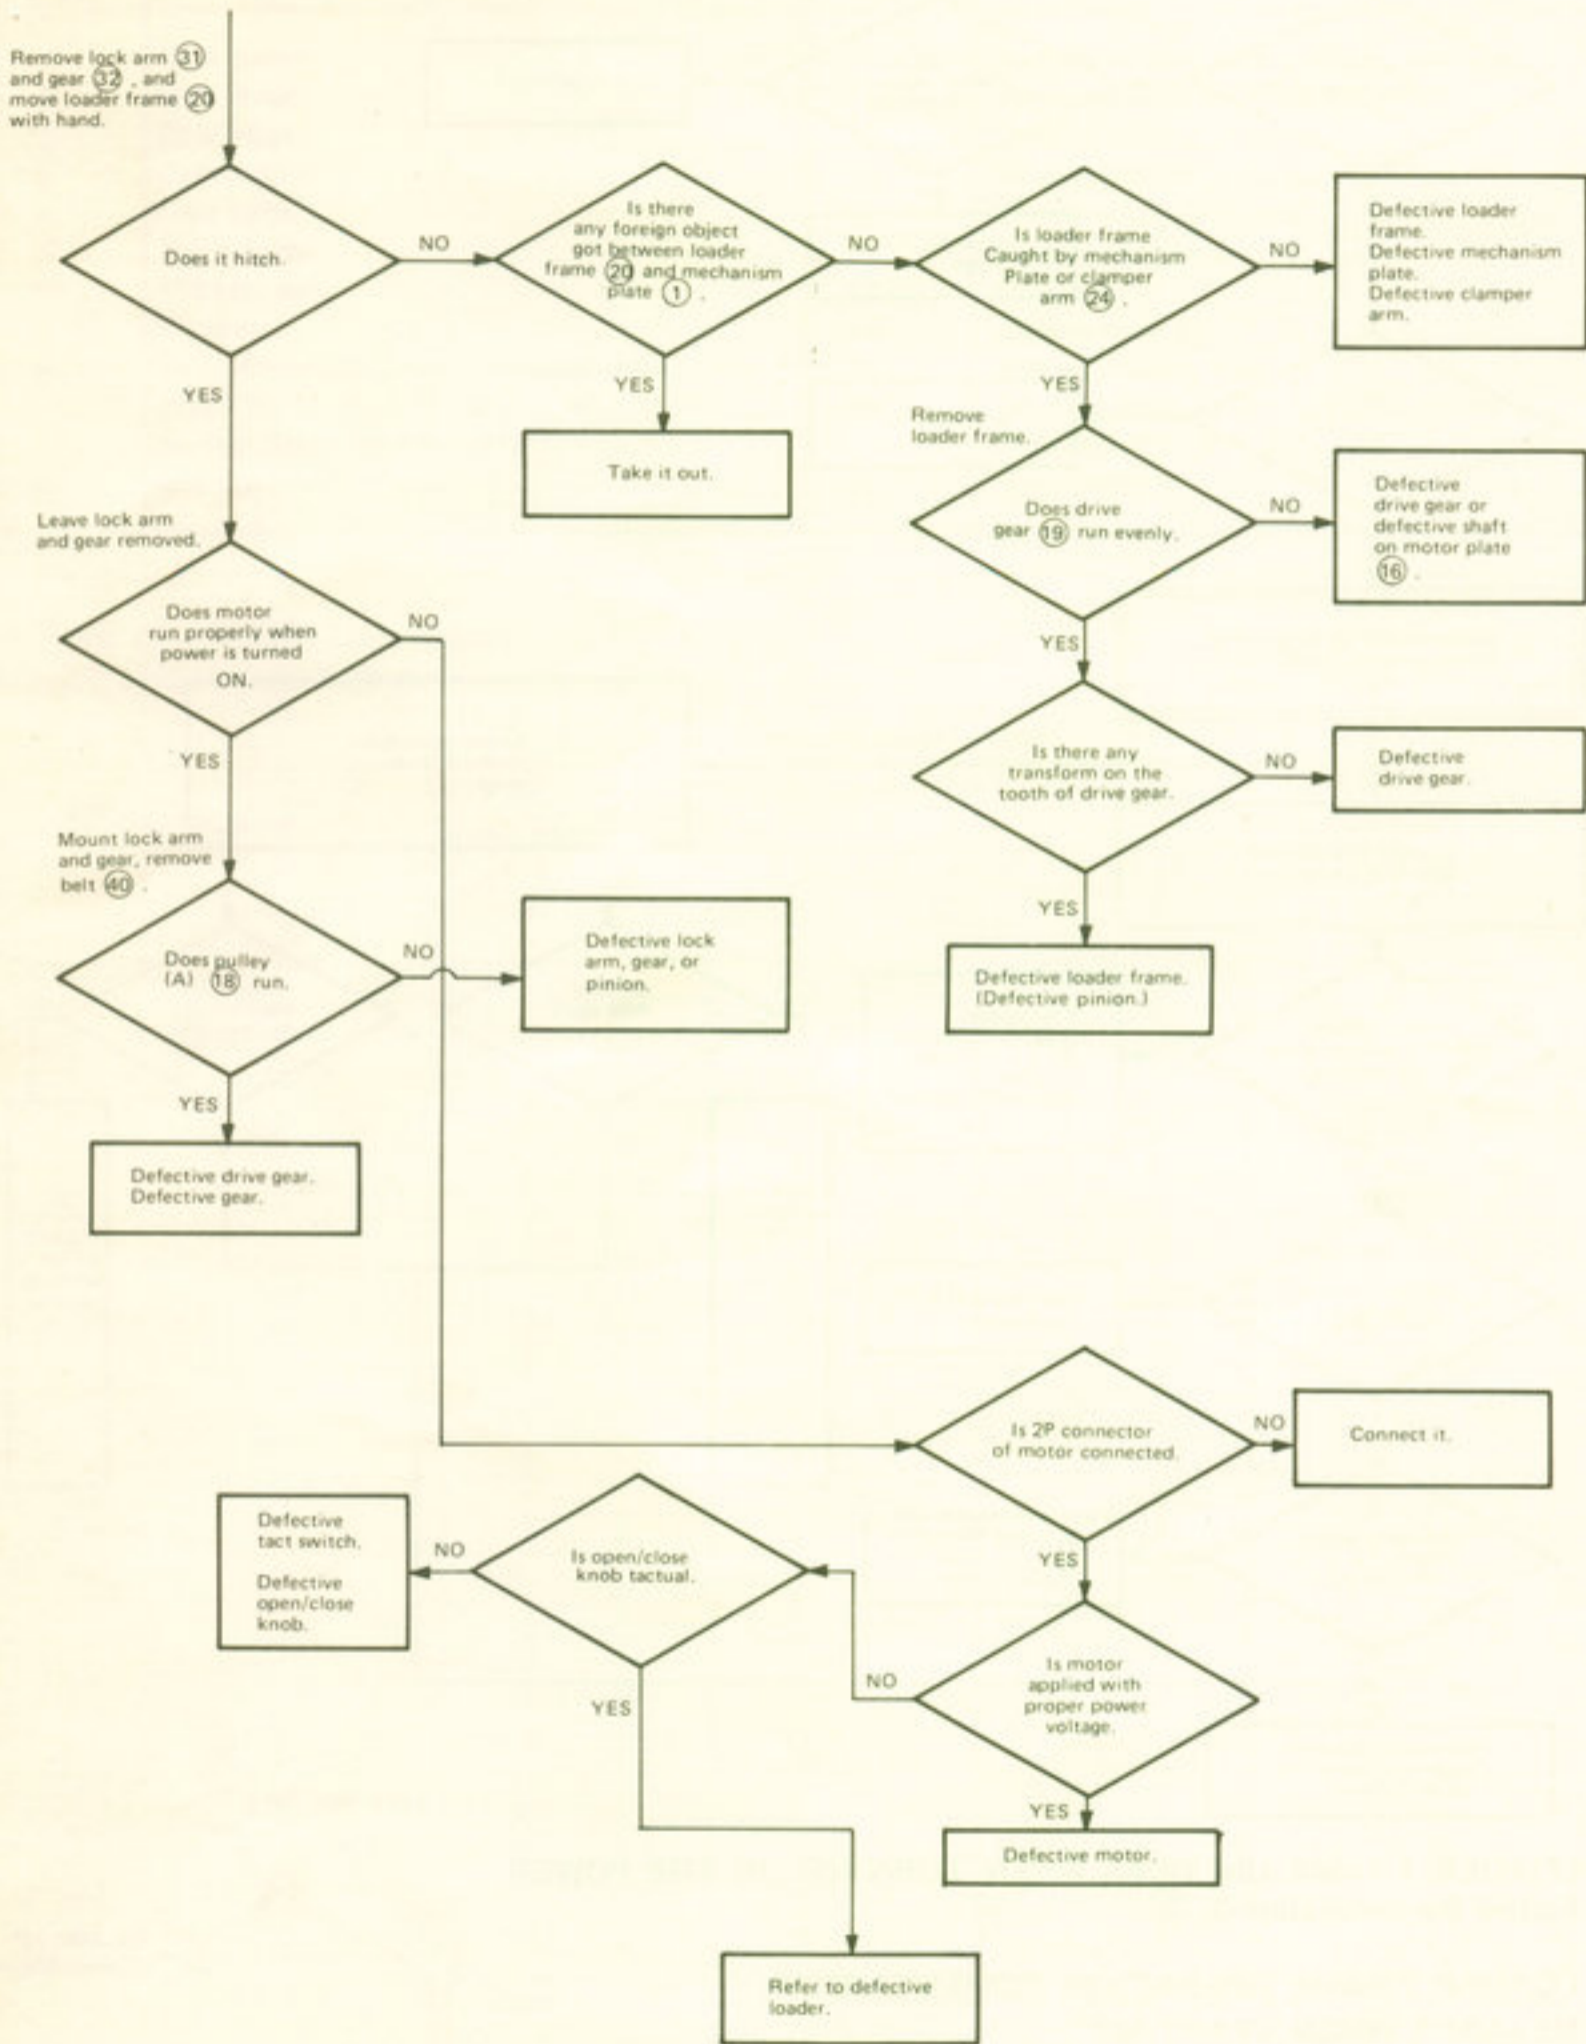 Remove lock arm 31
and gear 32 , and
move loader frame 20
with hand.
Does it hitch.
NO
Is there
any foreign object
got between loader
frame 20 and mechanism
plate 1 .
NO
Is loader frame
Caught by mechanism
Plate or clamper
arm 24 .
NO
Defective loader
frame.
Defective mechanism
plate.
Defective clamper
arm.
YES
YES
YES
Take it out.
Remove
loader frame.
Does drive
gear 19 run evenly.
NO
Defective
drive gear or
defective shaft
on motor plate
16 .
Leave lock arm
and gear removed.
Does motor
run properly when
power is turned
ON.
NO
YES
YES
Is there any
transform on the
tooth of drive gear.
NO
Defective
drive gear.
Mount lock arm
and gear, remove
belt 40 .
Does pulley
(A) 18 run.
NO
Defective lock
arm, gear, or
pinion.
YES
Defective loader frame.
(Defective pinion.)
YES
Defective drive gear.
Defective gear.
Is 2P connector
of motor connected.
NO
Connect it.
YES
Defective
tact switch.
Defective
open/close
knob.
NO
Is open/close
knob tactual.
Is motor
applied with
proper power
voltage.
NO
YES
YES
Defective motor.
Refer to defective
loader.